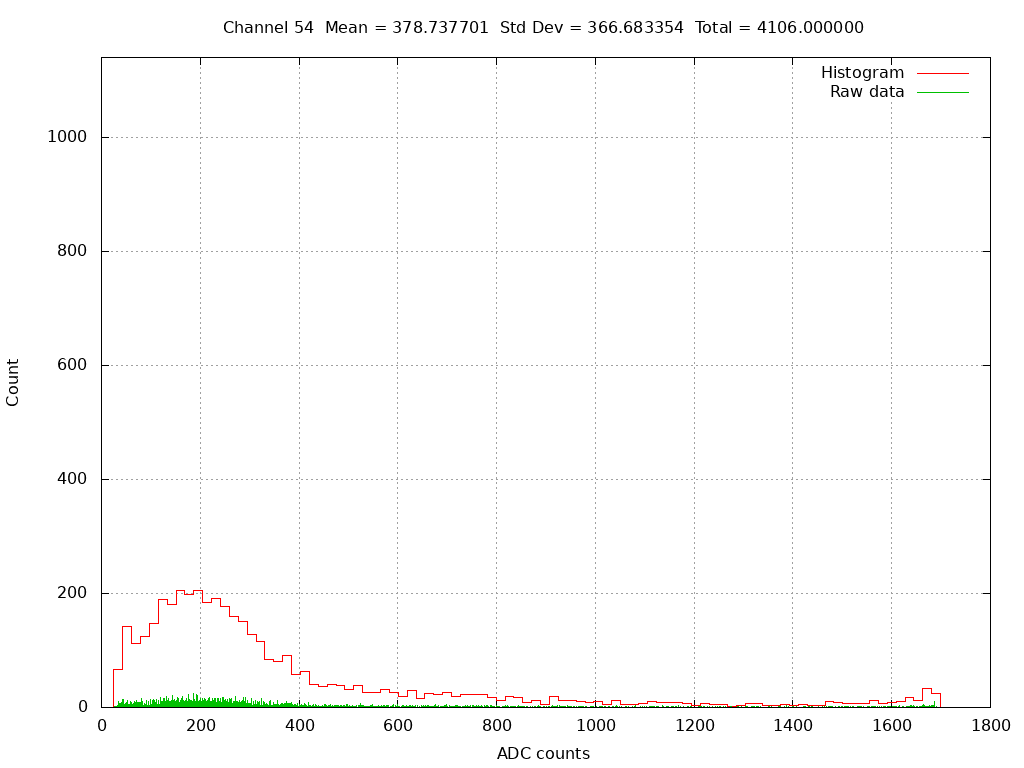 Channel 54  Mean = 378.737701  Std Dev = 366.683354  Total = 4106.000000
Histogram
Raw data
1000
800
600
400
200
0
Count
0 200 400 600 800 1000 1200 1400 1600 1800
ADC counts